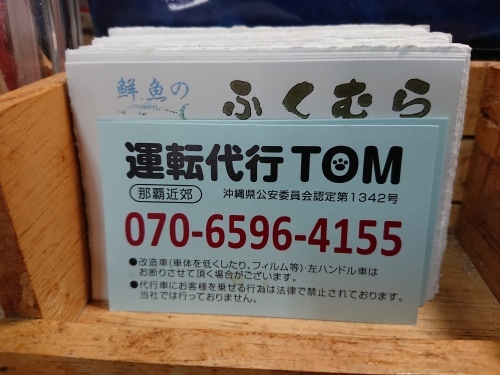 鮮魚の
ふくむら
運転代行TOM
那覇近郊 沖縄県公安委員会認定第1342号
070-6596-4155
●改造車(車体を低くしたり、フィルム等)・左ハンドル車は
お断りさせて頂く場合がございます。
●代行車にお客様を乗せる行為は法律で禁止されております。
当社では行っておりません。